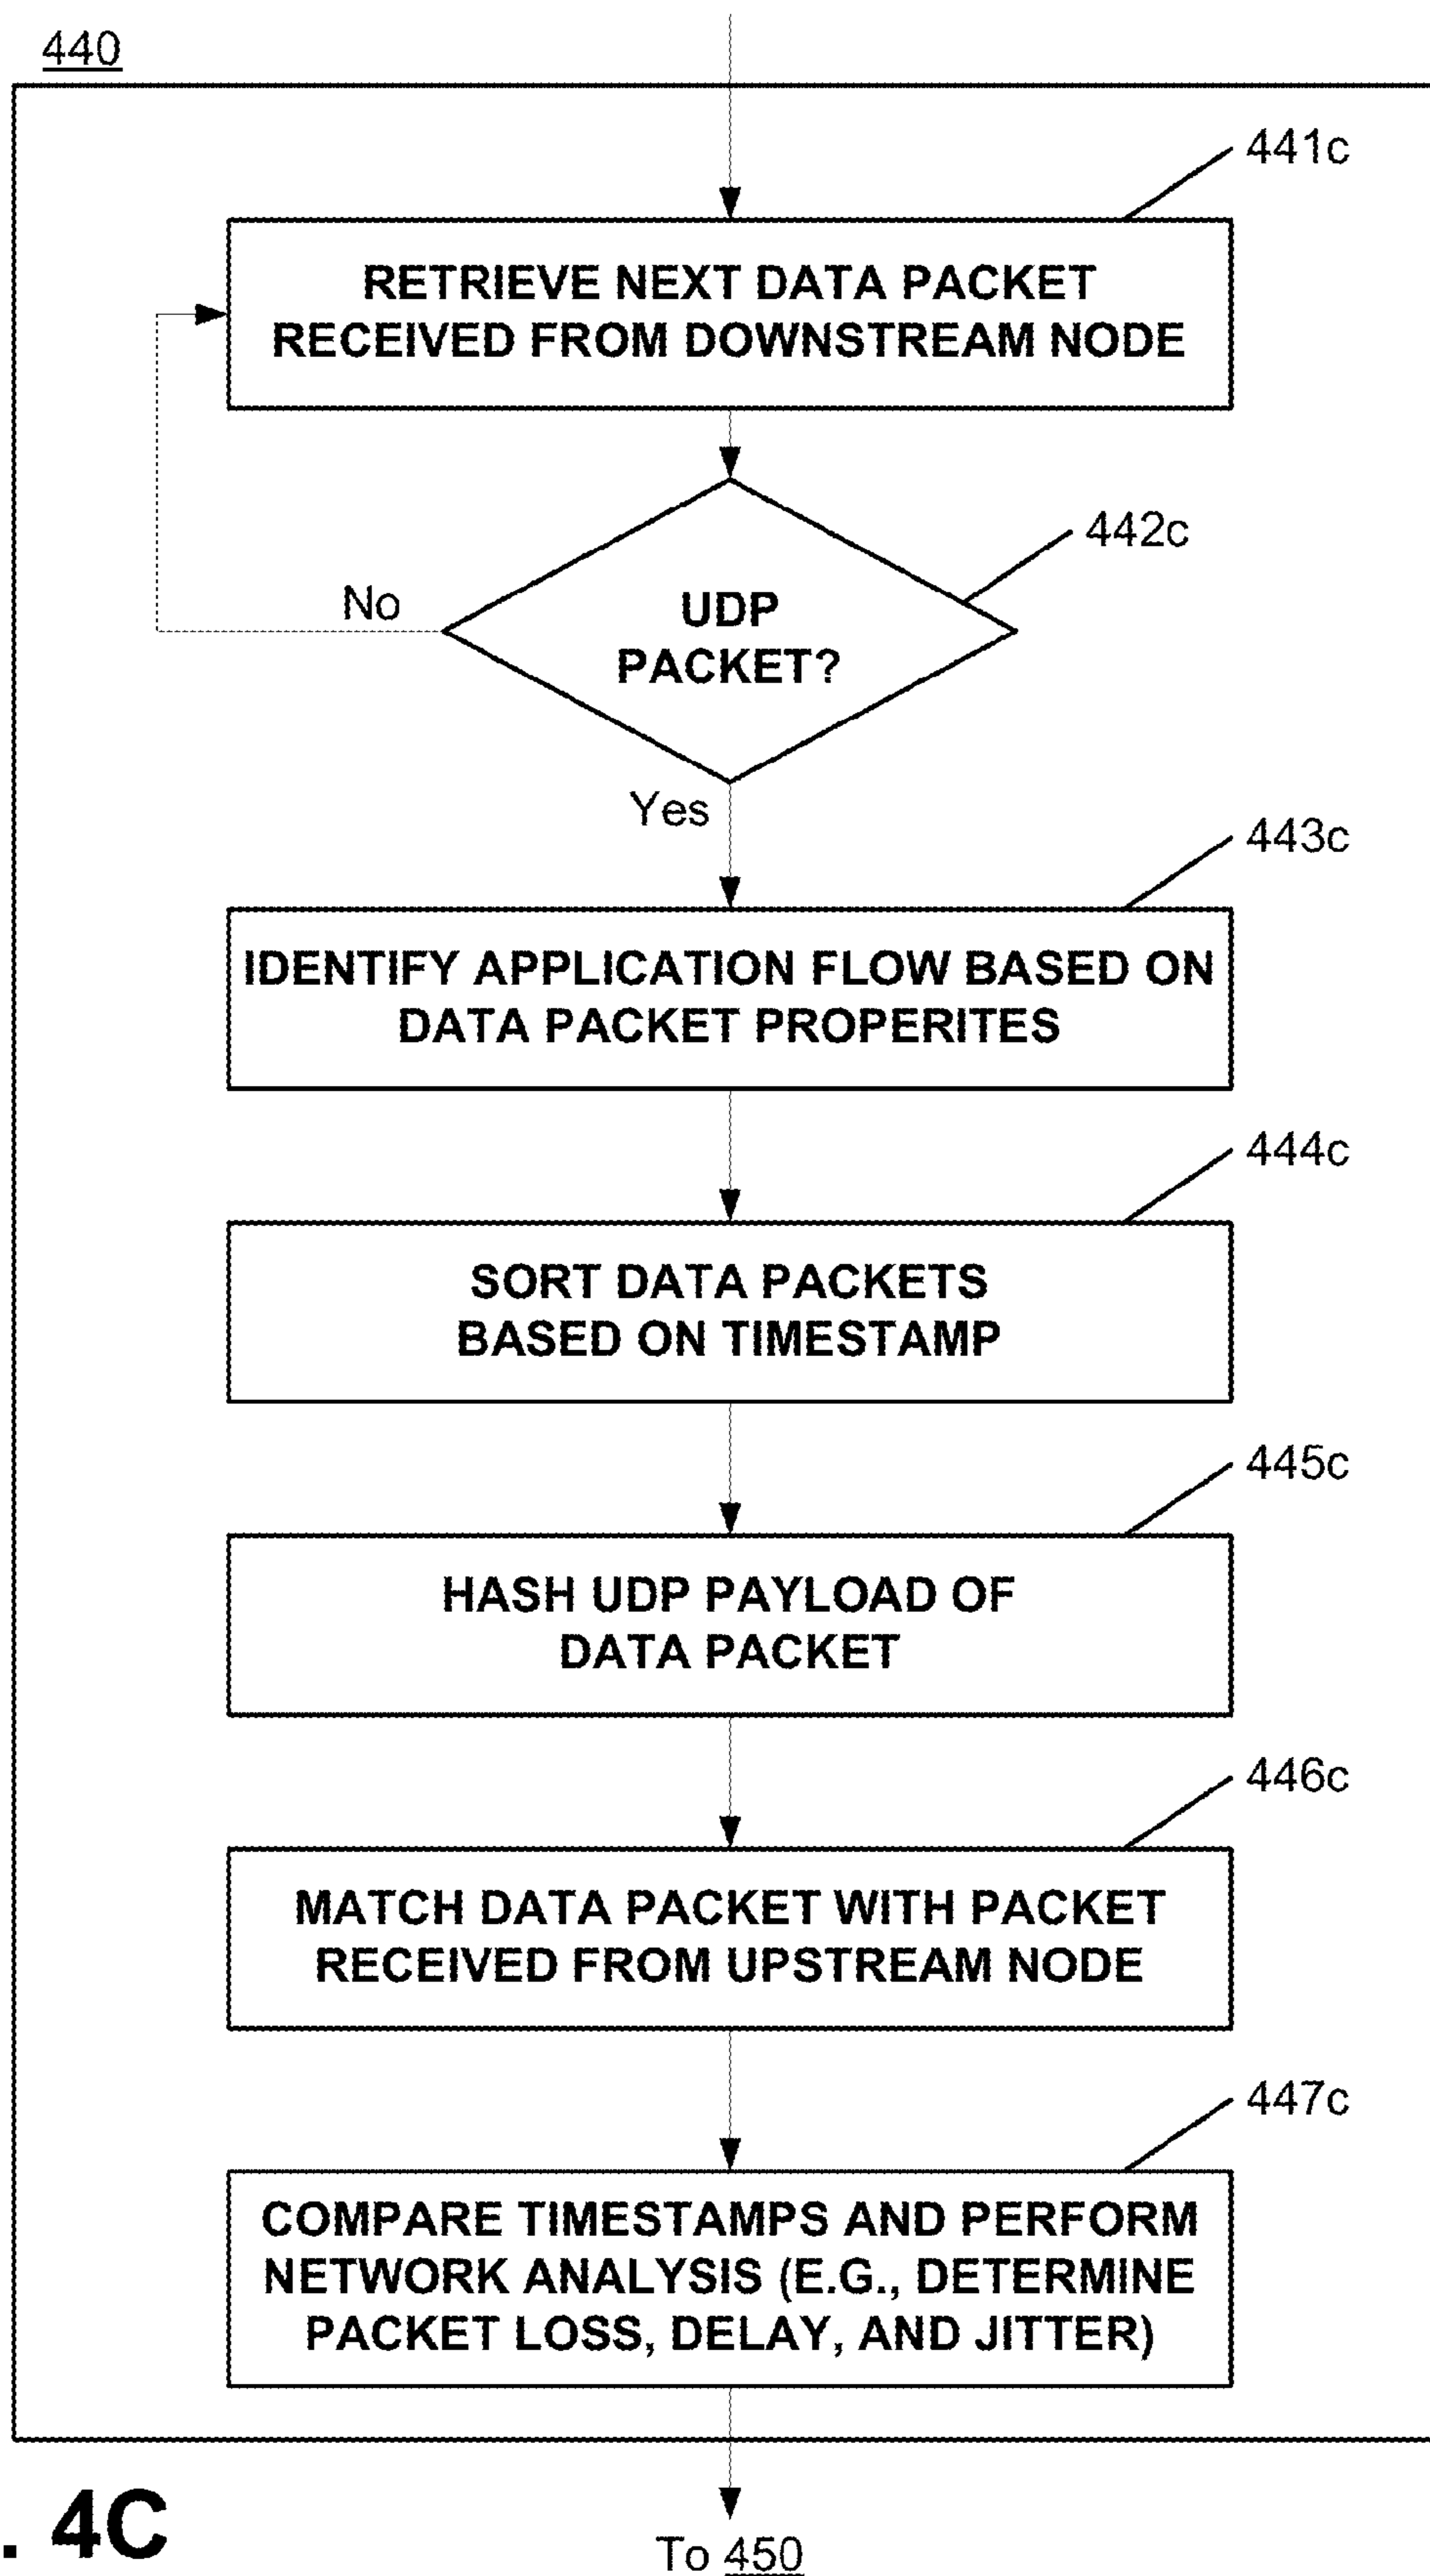 440
441c
RETRIEVE NEXT DATA PACKET
RECEIVED FROM DOWNSTREAM NODE
442c
No
UDP
PACKET?
Yes
443c
IDENTIFY APPLICATION FLOW BASED ON
DATA PACKET PROPERITES
444c
SORT DATA PACKETS
BASED ON TIMESTAMP
445c
HASH UDP PAYLOAD OF
DATA PACKET
446c
MATCH DATA PACKET WITH PACKET
RECEIVED FROM UPSTREAM NODE
447c
COMPARE TIMESTAMPS AND PERFORM
NETWORK ANALYSIS (E.G., DETERMINE
PACKET LOSS, DELAY, AND JITTER)
. 4C
To 450